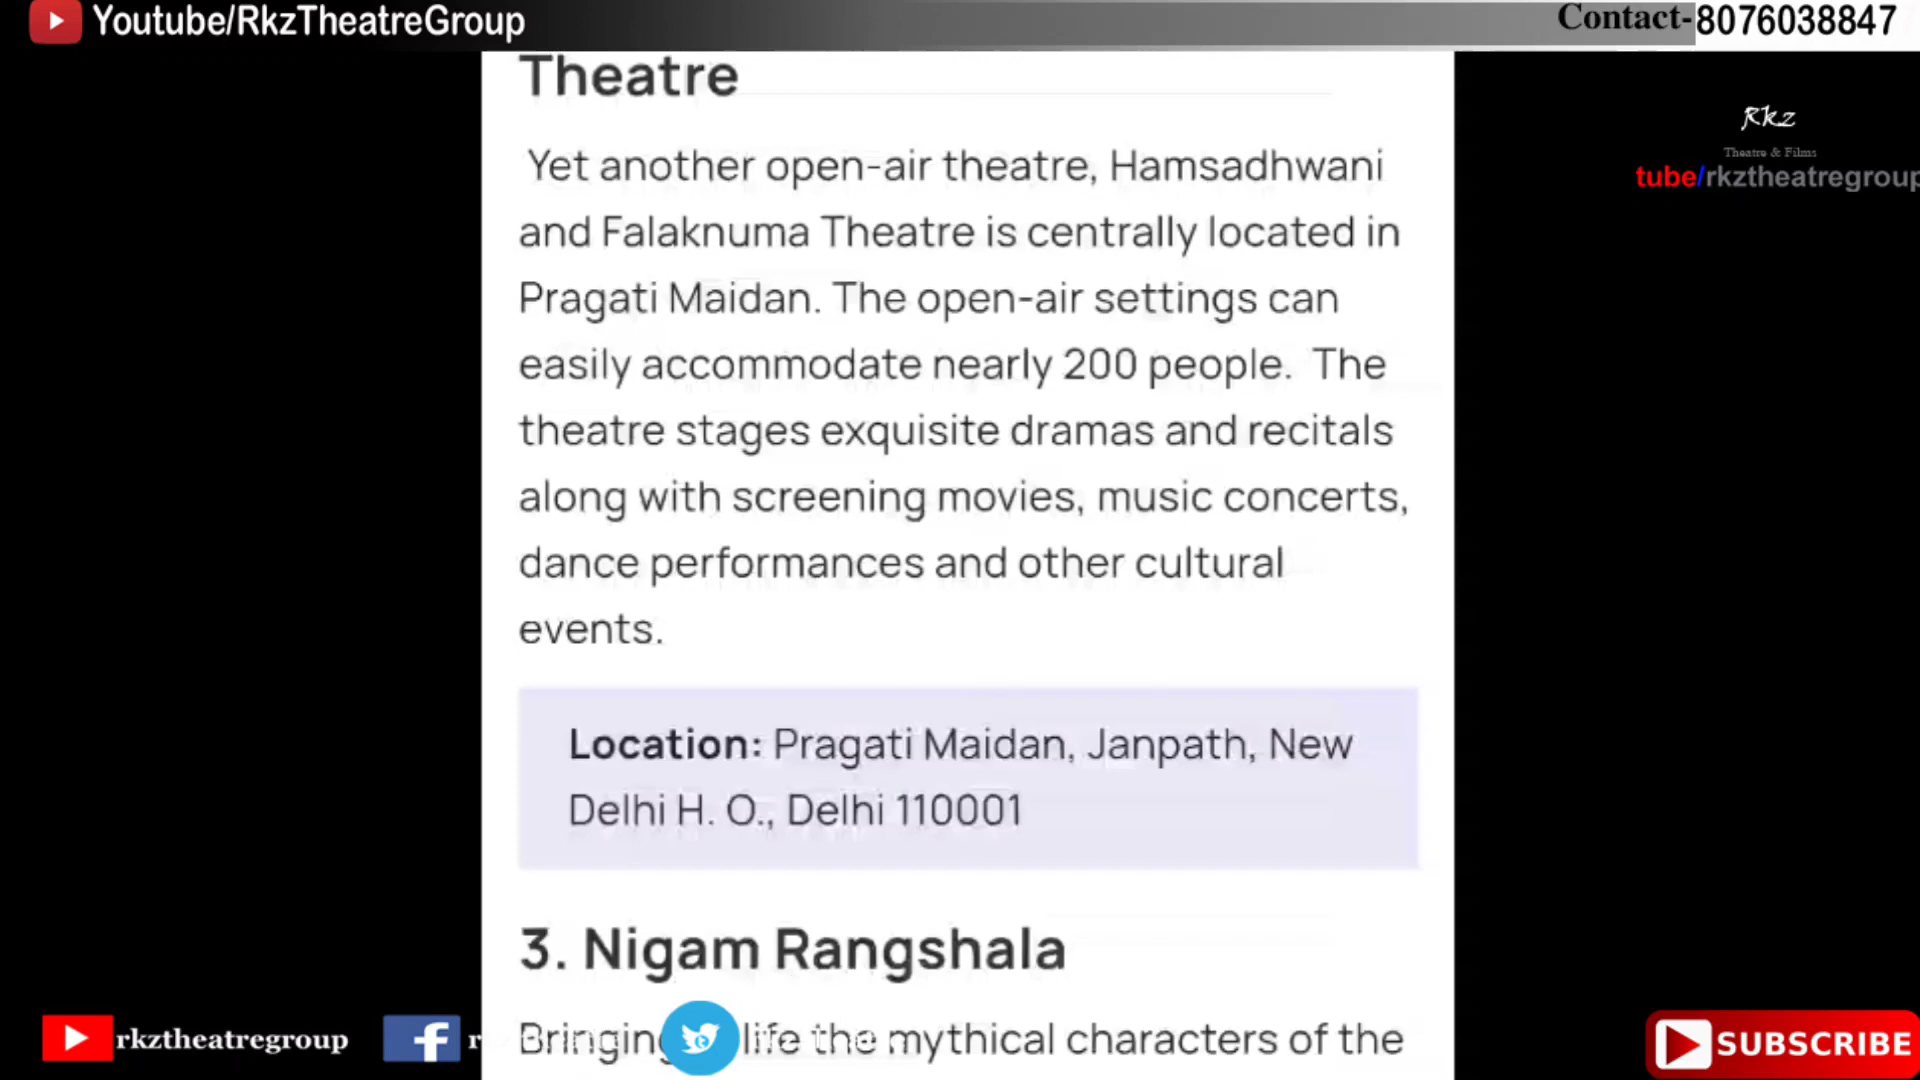 Youtube/RkzTheatreGroup
Contact-8076038847
Theatre
Rkz
Theatre & Films
tube/rkztheatregroup
Yet another open-air theatre, Hamsadhwani
and Falaknuma Theatre is centrally located in
Pragati Maidan. The open-air settings can
easily accommodate nearly 200 people. The
theatre stages exquisite dramas and recitals
along with screening movies, music concerts,
dance performances and other cultural
events.
Location: Pragati Maidan, Janpath, New
Delhi H. O., Delhi 110001
3. Nigam Rangshala
Bringing life the mythical characters of the
rkztheatregroup
SUBSCRIBE